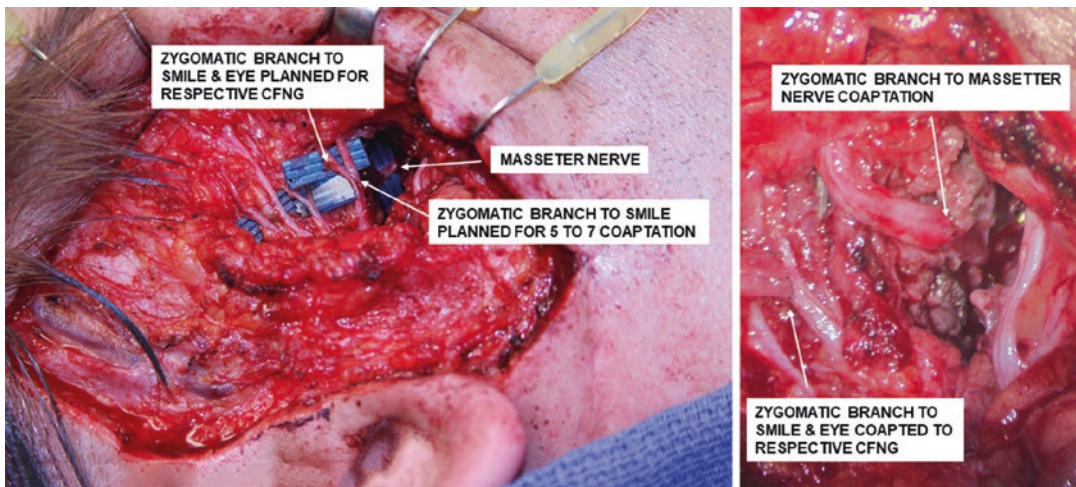 ZYGOMATIC BRANCH TO
SMILE & EYE PLANNED FOR
RESPECTIVE CFNG
MASSETER NERVE
ZYGOMATIC BRANCH TO SMILE
PLANNED FOR 5 TO 7 COAPTATION
ZYGOMATIC BRANCH TO MASSETTER
NERVE COAPTATION
ZYGOMATIC BRANCH TO
SMILE & EYE COAPTED TO
RESPECTIVE CFNG